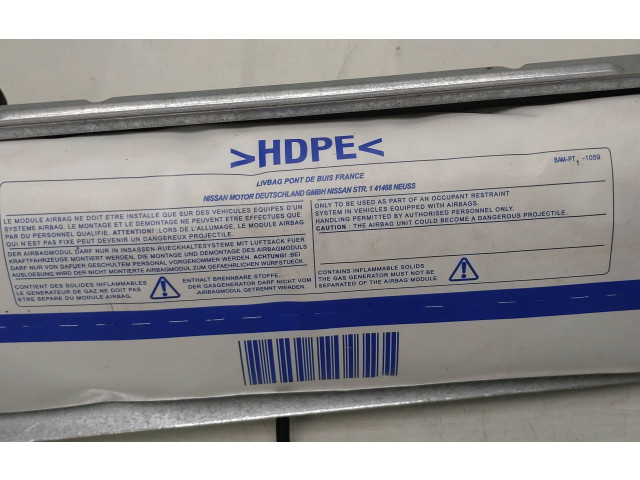 >HDPE<
LIVBAG PONT DE BUIS FRANCE
BAM-PT1 -1059
NISSAN MOTOR DEUTSCHLAND GMBH NISSAN STR. 1 41468 NEUSS
LE MODULE AIRBAG NE DOIT ETRE INSTALLE QUE SUR DES VEHICULES EQUIPES D'UN
SYSTEME AIRBAG. LE MONTAGE ET LE DEMONTAGE NE PEUVENT ETRE EFFECTUES QUE
PAR DU PERSONNEL QUALIFIE. ATTENTION! :LORS DE L'ALLUMAGE, LE MODULE AIRBAG
QUI N'EST PAS FIXE PEUT DEVENIR UN DANGEREUX PROJECTILE.
DER AIRBAGMODUL DARF NUR IN INSASSEN-RUECKHALTESYSTEME MIT LUFTSACK FUER
KRAFTFAHRZEUGE MONTIERT WERDEN, DIE MONTAGE UND DEMONTAGE DES AIRBAGMODULS
DARF NUR VON DAFUER GESCHULTEM PERSONAL VORGENOMMEN WERDEN. ACHTUNG! :BEI
AUSLOESUNG WIRD DER NICHT MONTIERTE AIRBAGMODUL ZUM GEFAEHRLICHEN WURFSTUECK.
CONTIENT DES SOLIDES INFLAMMABLES
LE GENERATEUR DE GAZ NE DOIT PAS
ETRE SEPARE DU MODULE AIRBAG.
ENTHALT BRENNBARE STOFFE...
DER GASGENERATOR DARF NICHT VOM
AIRBAGMODUL GETRENNT WERDEN.
ONLY TO BE USED AS PART OF AN OCCUPANT RESTRAINT
SYSTEM IN VEHICLES EQUIPPED WITH AIRBAGS.
HANDLING PERMITTED BY AUTHORISED PERSONNEL ONLY.
CAUTION : THE AIRBAG UNIT COULD BECOME A DANGEROUS PROJECTILE.
CONTAINS INFLAMMABLE SOLIDS
THE GAS GENERATOR MUST NOT BE
SEPARATED OF THE AIRBAG MODULE